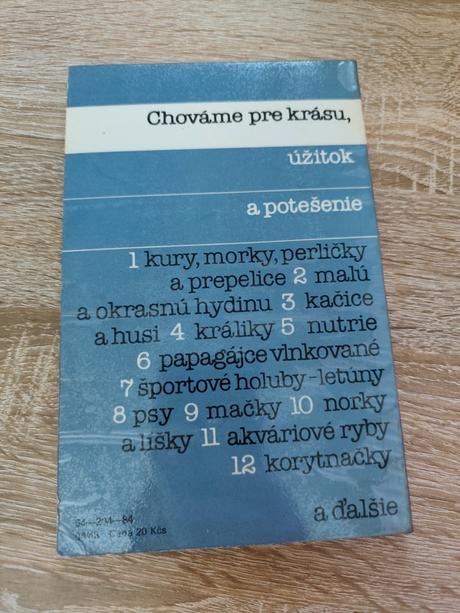 Chováme pre krásu,
úžitok
a potešenie
1 kury, morky, perličky
a prepelice 2 malú
a okrasnú hydinu 3 kačice
a husi 4 králiky 5 nutrie
6 papagájce vlnkované
7 športové holuby-letúny
8 psy 9 mačky 10 norky
a líšky 11 akváriové ryby
12 korytnačky
a ďalšie
Cena 20 Kčs